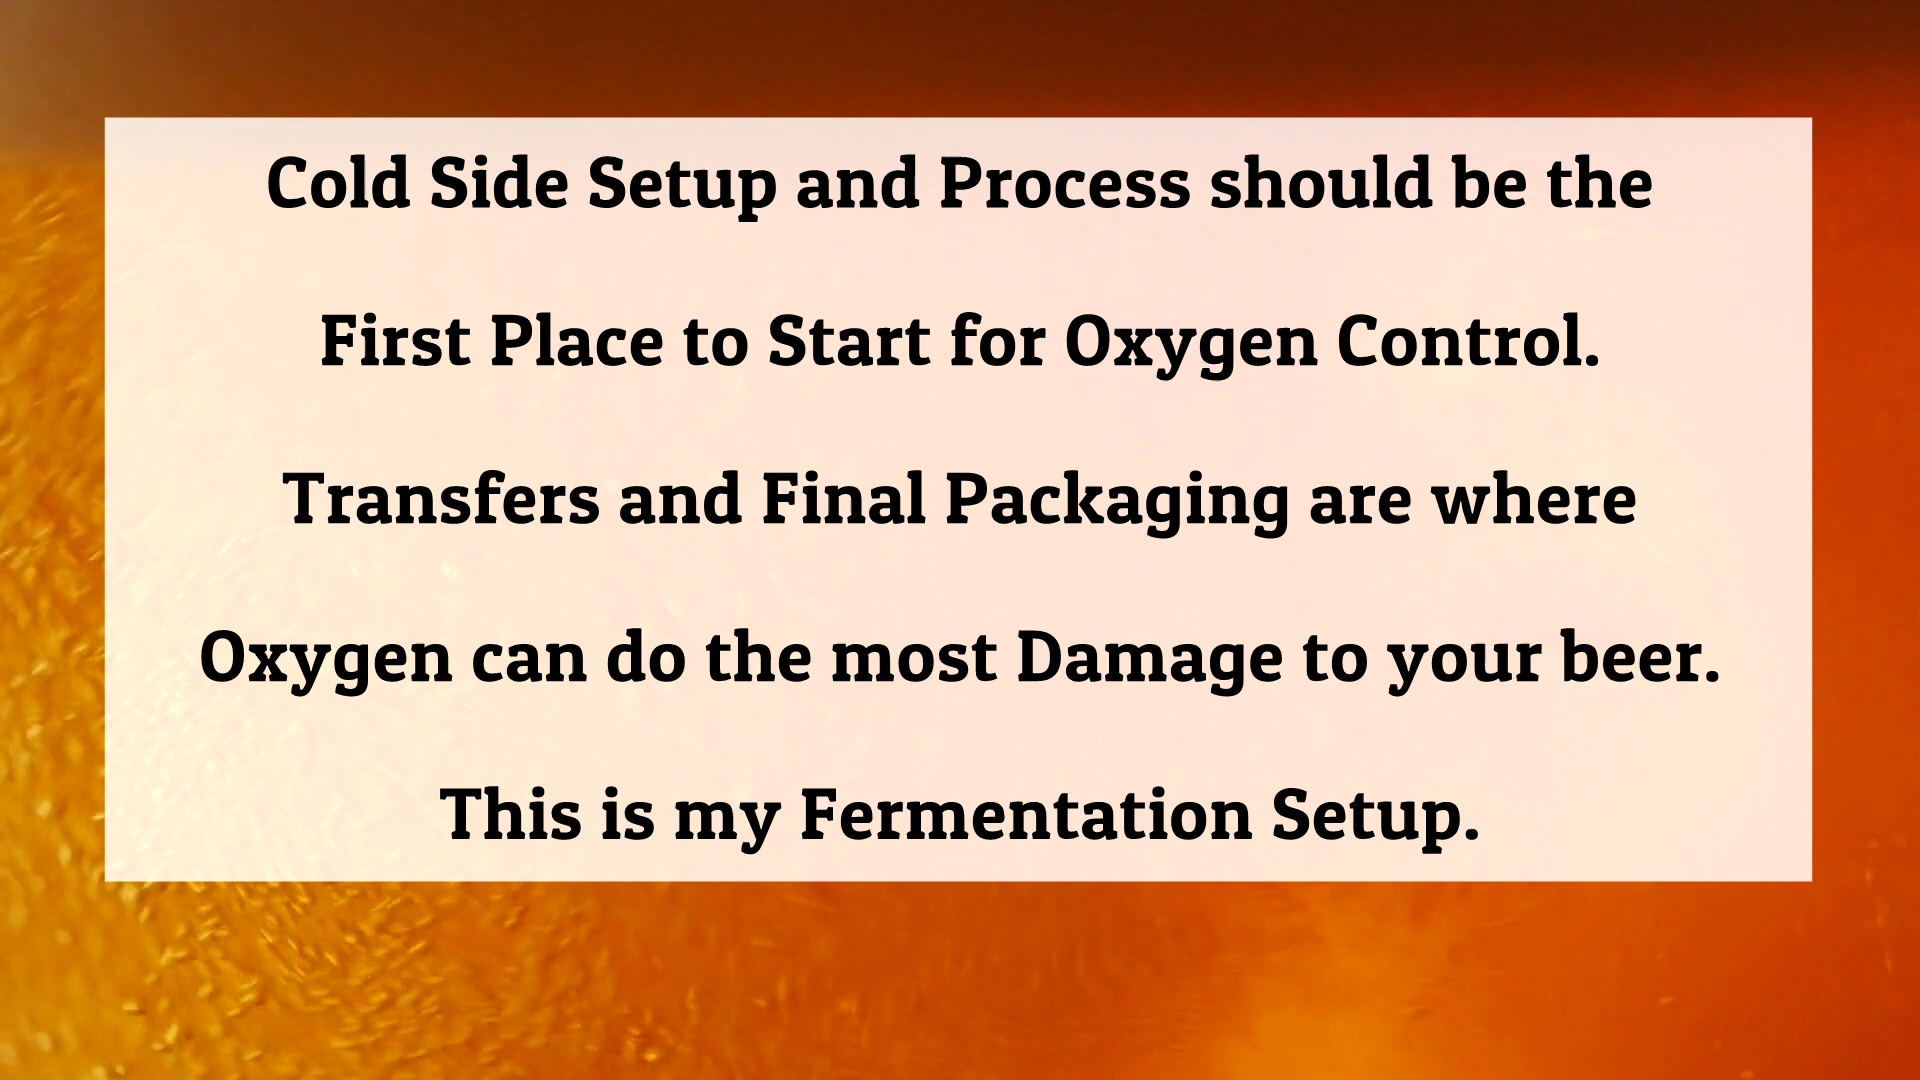 Cold Side Setup and Process should be the
First Place to Start for Oxygen Control.
Transfers and Final Packaging are where
Oxygen can do the most Damage to your beer.
This is my Fermentation Setup.